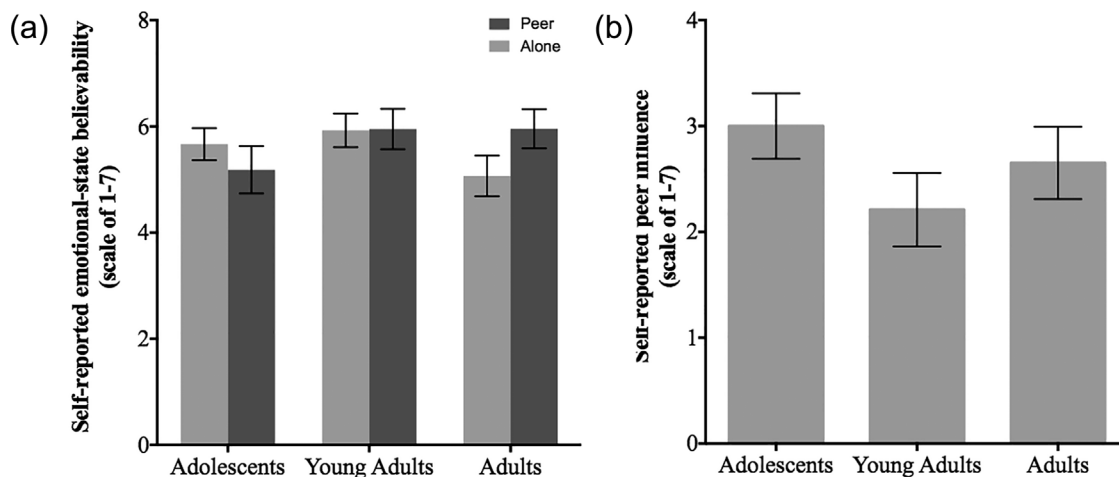 (a)
Self-reported emotional-state believability
(scale of 1-7)
8
6
4
2
0
Peer
Alone
Adolescents
Young Adults
Adults
(b)
Self-reported peer influence
(scale of 1-7)
4
3
2
1
0
Adolescents
Young Adults
Adults